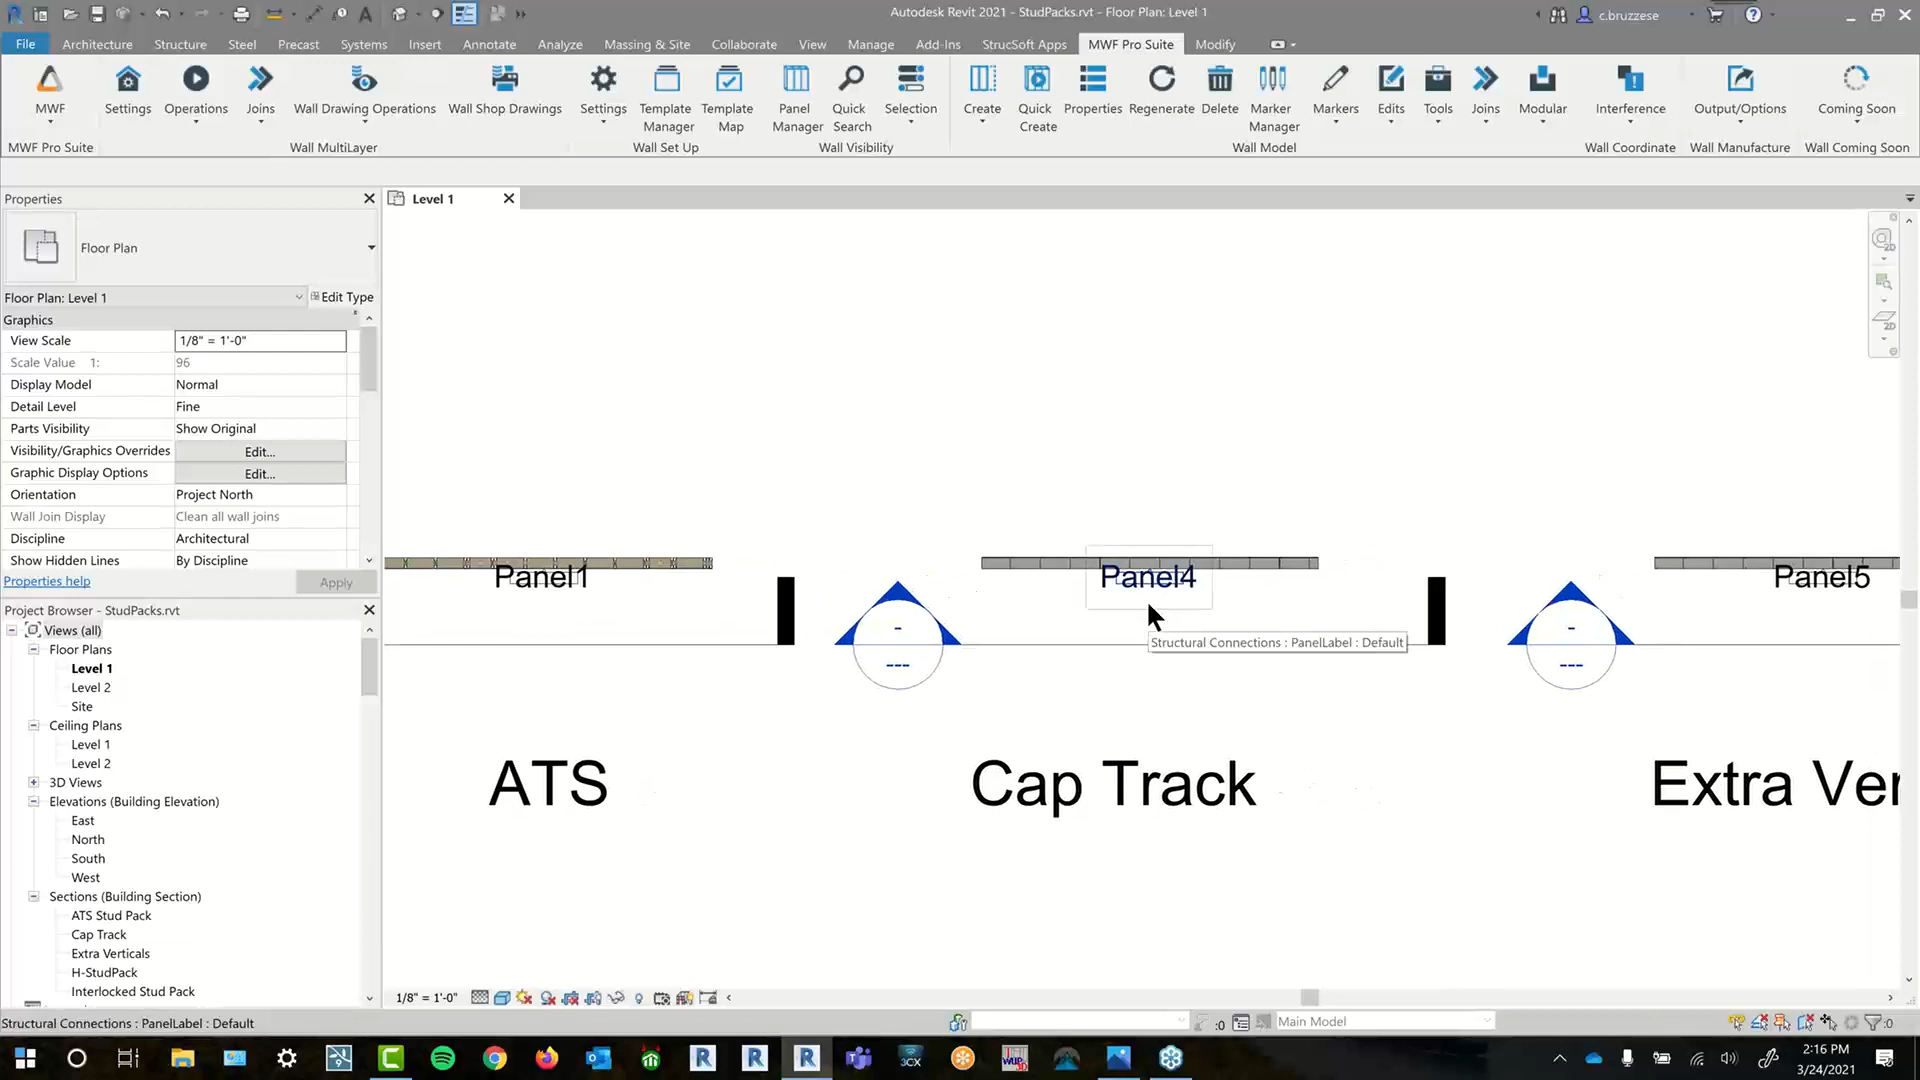 Autodesk Revit 2021 - StudPacks.rvt - Floor Plan: Level 1
c.bruzzese
File Architecture Structure Steel Precast Systems Insert Annotate Analyze Massing & Site Collaborate View Manage Add-Ins StrucSoft Apps MWF Pro Suite Modify
MWF Settings Operations Joins Wall Drawing Operations Wall Shop Drawings Settings Template Manager Template Map Panel Manager Quick Search Selection Create Quick Create Properties Regenerate Delete Marker Manager Markers Edits Tools Joins Modular Interference Output/Options Coming Soon
MWF Pro Suite Wall MultiLayer Wall Set Up Wall Visibility Wall Model Wall Coordinate Wall Manufacture Wall Coming Soon
Properties
Level 1
Floor Plan
Floor Plan: Level 1 Edit Type
Graphics
View Scale 1/8" = 1'-0"
Scale Value 1: 96
Display Model Normal
Detail Level Fine
Parts Visibility Show Original
Visibility/Graphics Overrides Edit...
Graphic Display Options Edit...
Orientation Project North
Wall Join Display Clean all wall joins
Discipline Architectural
Show Hidden Lines By Discipline
Properties help Apply
Project Browser - StudPacks.rvt
Views (all)
Floor Plans
Level 1
Level 2
Site
Ceiling Plans
Level 1
Level 2
3D Views
Elevations (Building Elevation)
East
North
South
West
Sections (Building Section)
ATS Stud Pack
Cap Track
Extra Verticals
H-StudPack
Interlocked Stud Pack
Panel1
Panel4
Panel5
- ---
- ---
Structural Connections : PanelLabel : Default
ATS
Cap Track
Extra Ver
1/8" = 1'-0"
Structural Connections : PanelLabel : Default
:0
Main Model
:0
3CX
2:16 PM
3/24/2021